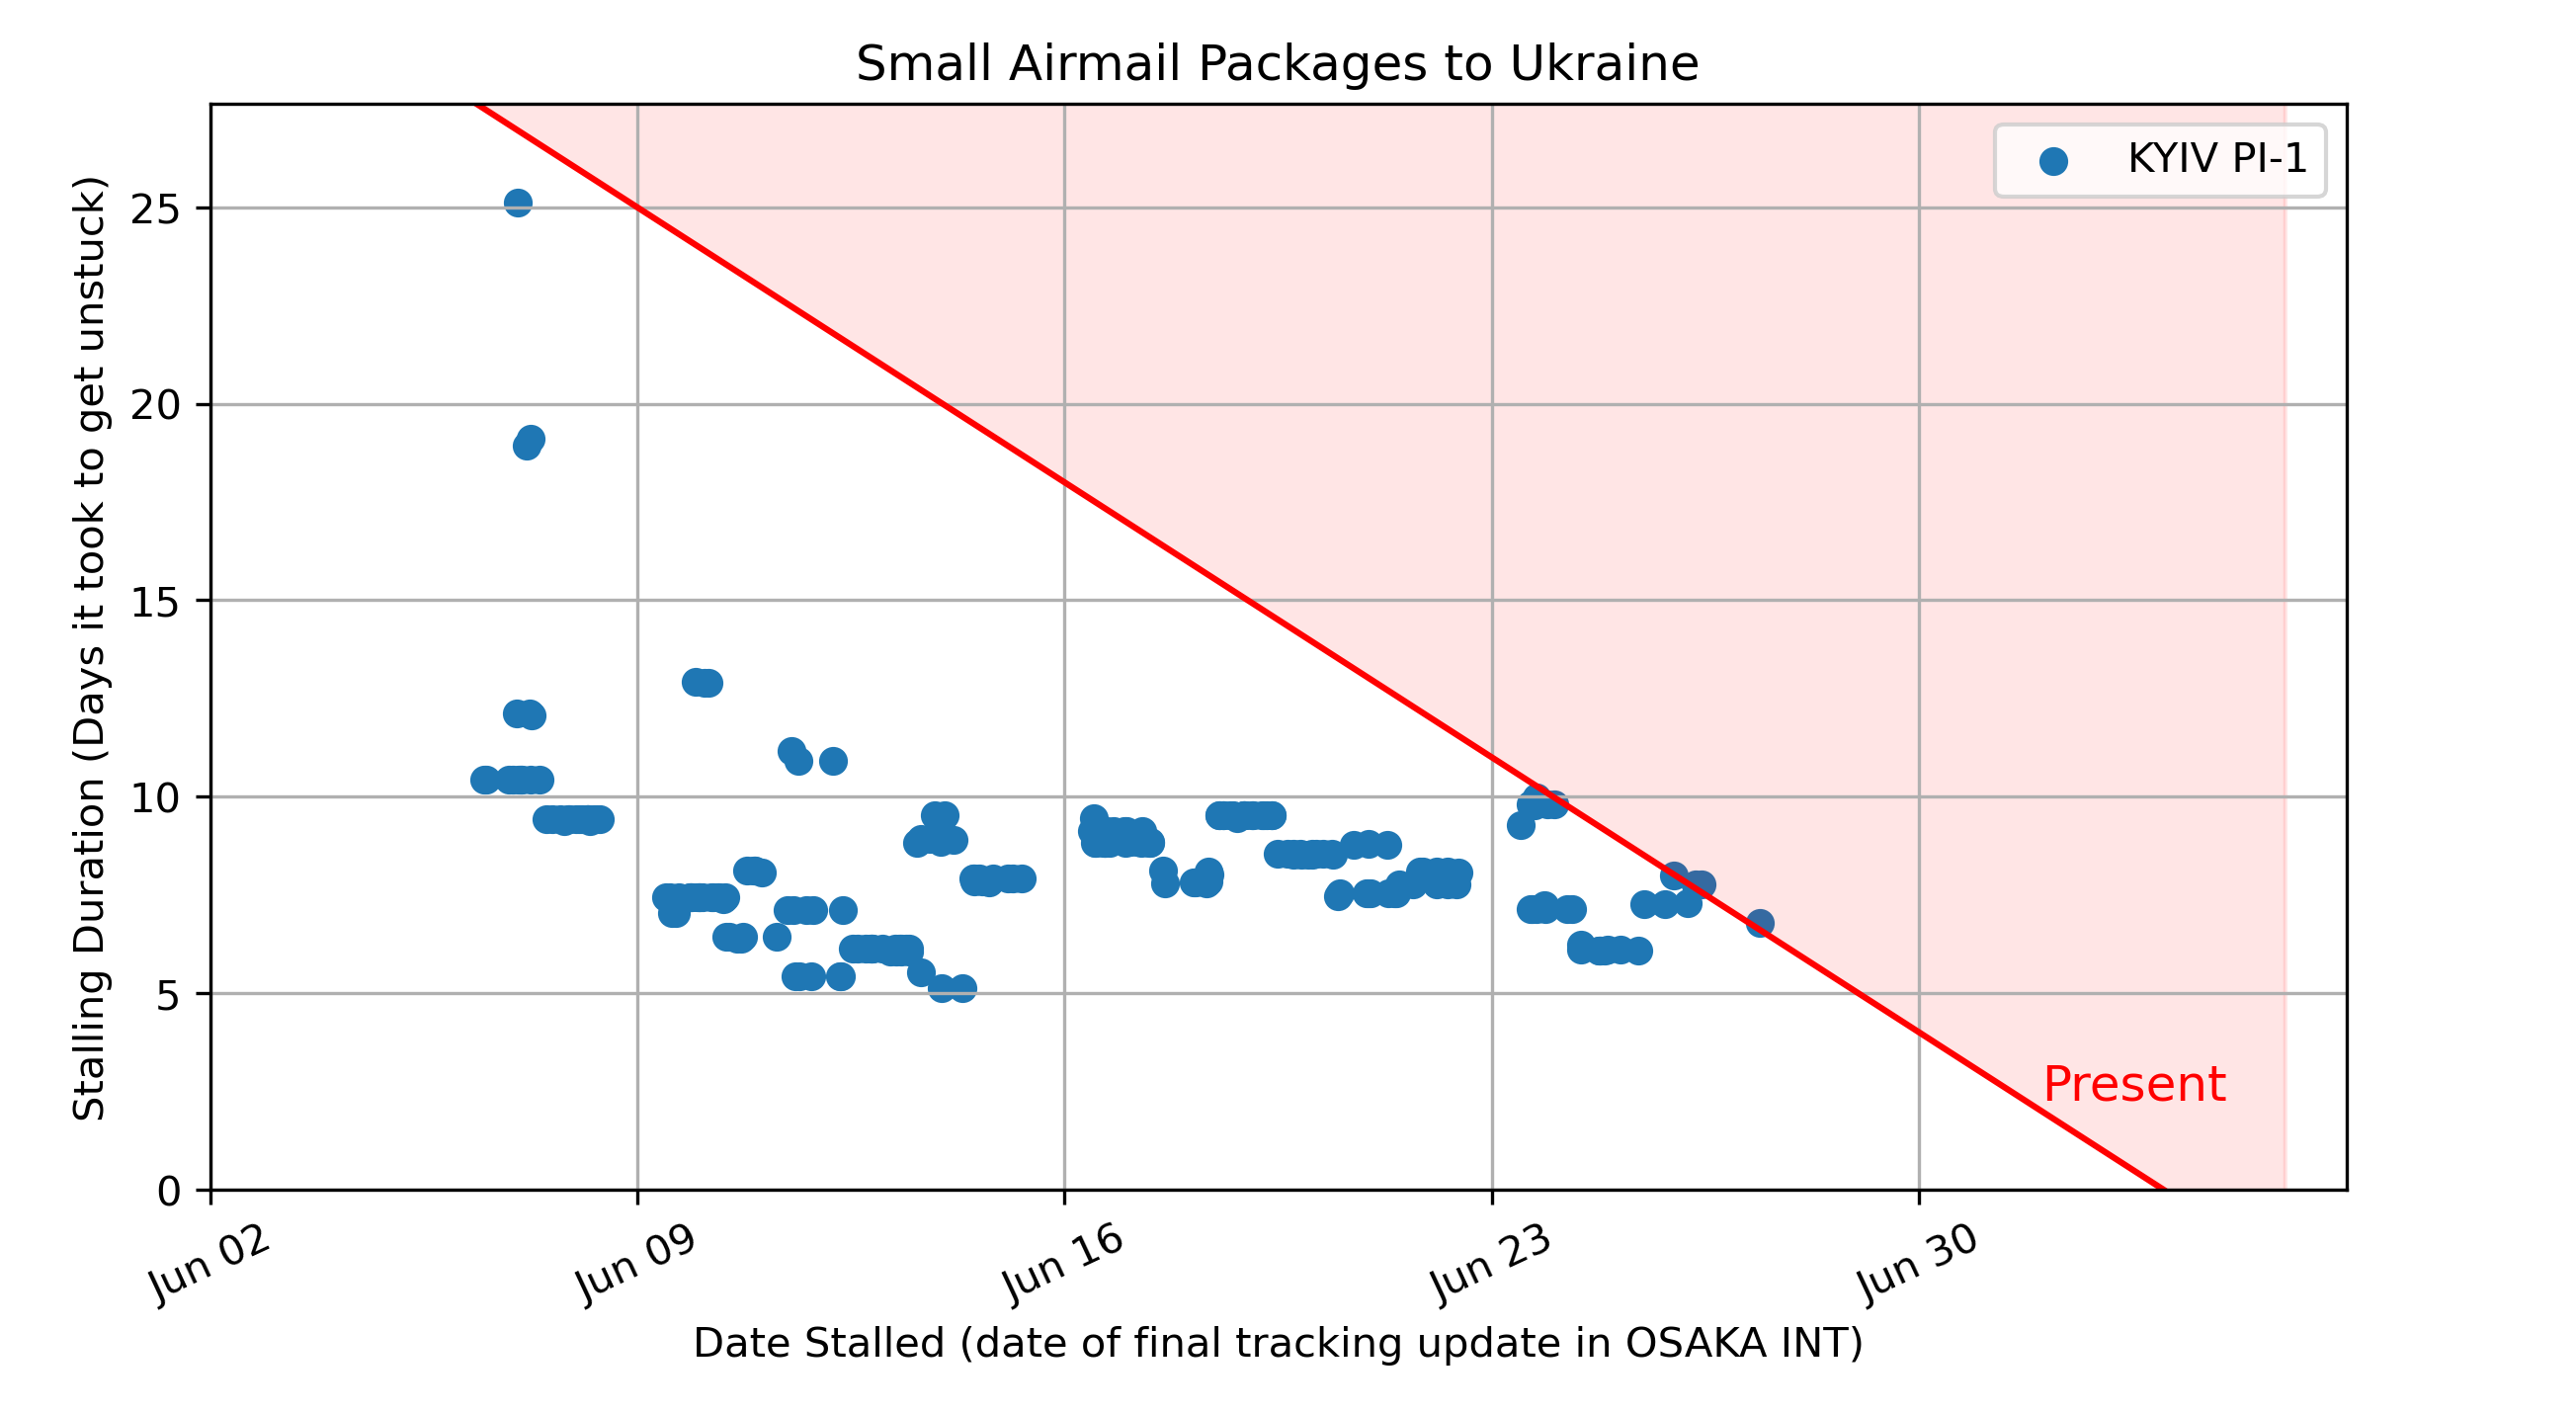 Small Airmail Packages to Ukraine
KYIV PI-1
Stalling Duration (Days it took to get unstuck)
25
20
15
10
5
0
Present
Jun 02
Jun 09
Jun 16
Jun 23
Jun 30
Date Stalled (date of final tracking update in OSAKA INT)